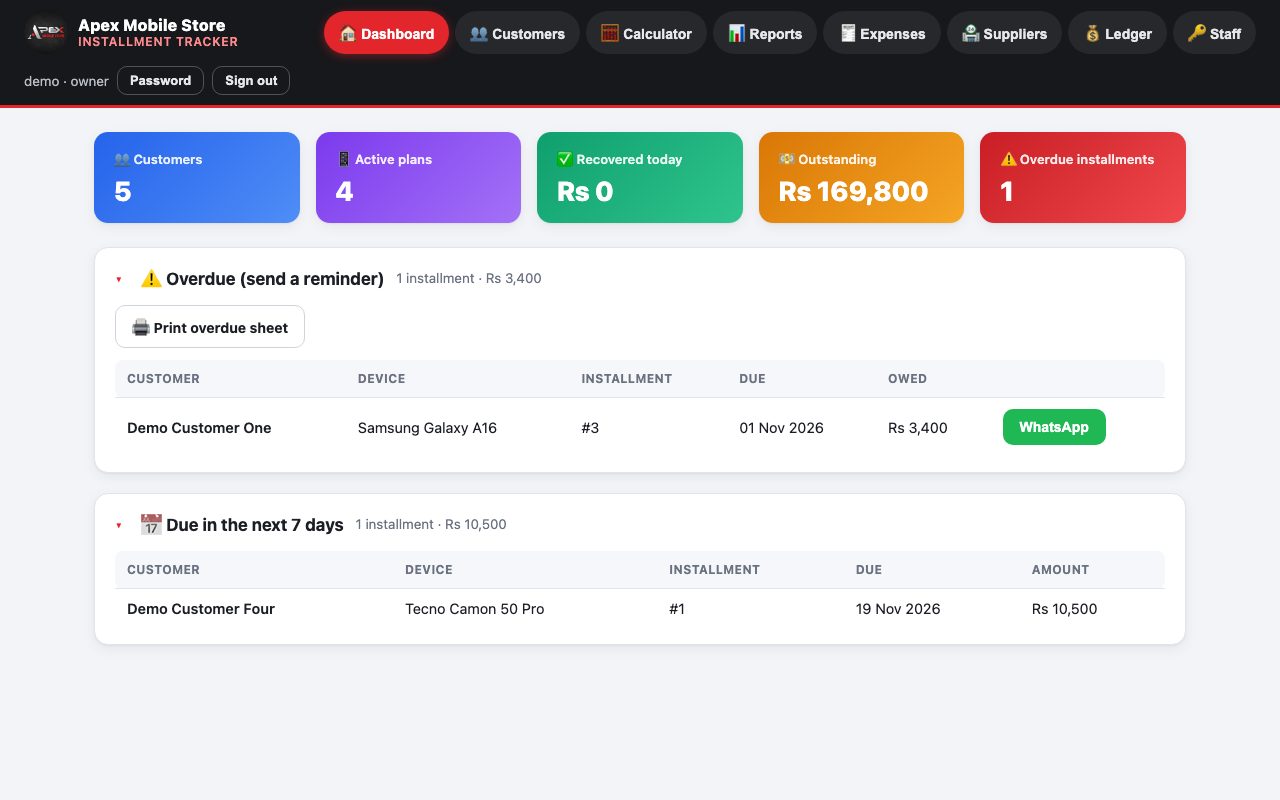 APEX
Apex Mobile Store
INSTALLMENT TRACKER
Dashboard
Customers
Calculator
Reports
Expenses
Suppliers
Ledger
Staff
demo · owner
Password
Sign out
Customers
5
Active plans
4
Recovered today
Rs 0
Outstanding
Rs 169,800
Overdue installments
1
Overdue (send a reminder) 1 installment · Rs 3,400
Print overdue sheet
CUSTOMER DEVICE INSTALLMENT DUE OWED
Demo Customer One Samsung Galaxy A16 #3 01 Nov 2026 Rs 3,400 WhatsApp
17 Due in the next 7 days 1 installment · Rs 10,500
CUSTOMER DEVICE INSTALLMENT DUE AMOUNT
Demo Customer Four Tecno Camon 50 Pro #1 19 Nov 2026 Rs 10,500